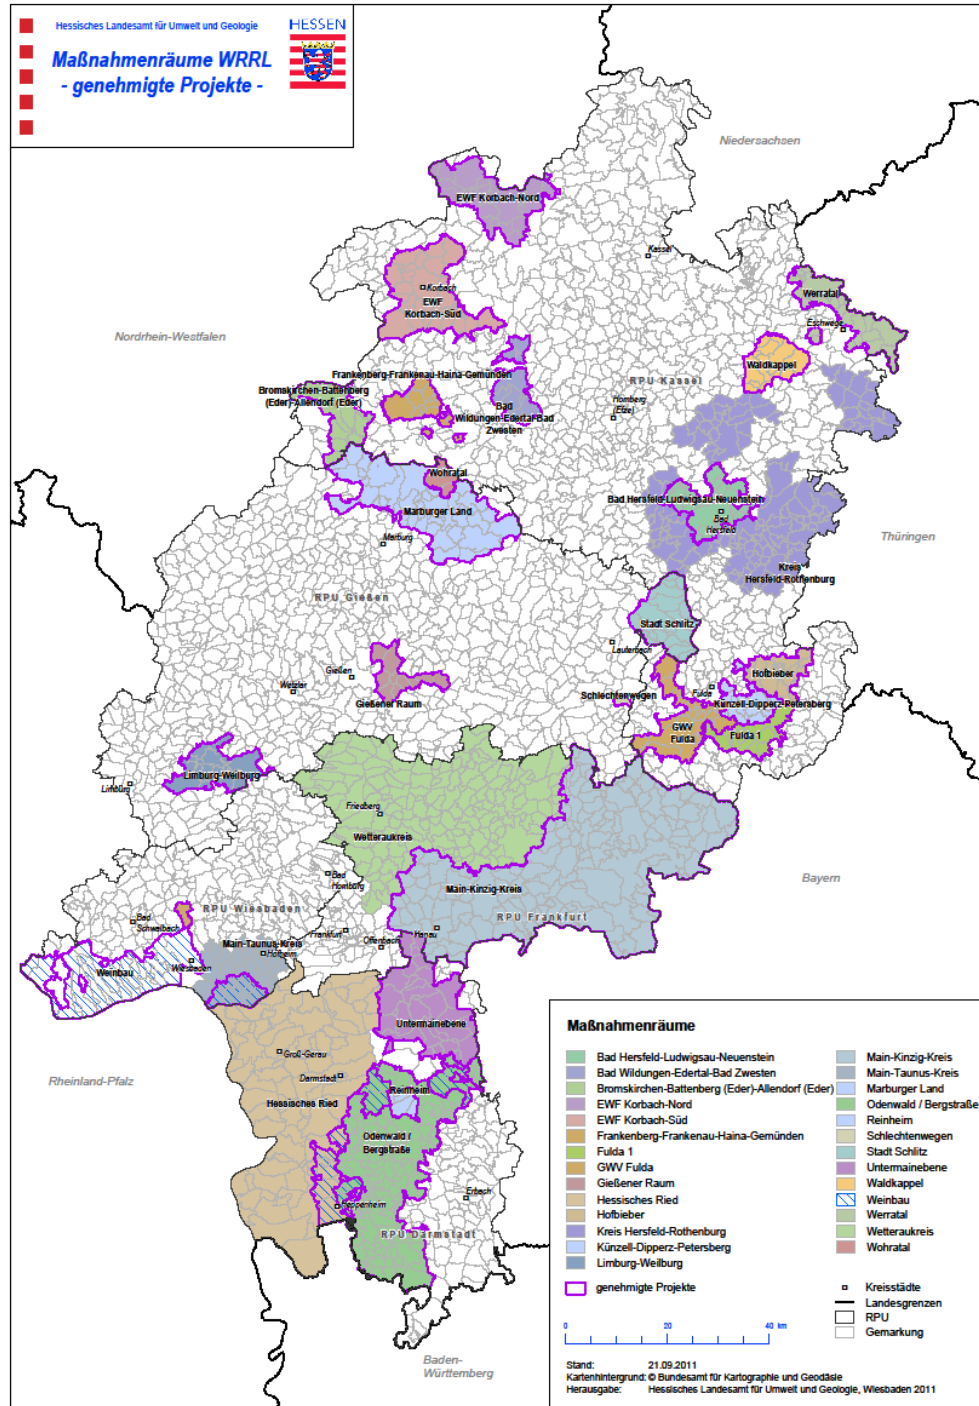 Hessisches Landesamt für Umwelt und Geologie
HESSEN
Maßnahmenräume WRRL
- genehmigte Projekte -
Niedersachsen
EWF Korbach-Nord
Kassel
Korbach
EWF
Korbach-Süd
Werratal
Eschwege
Nordrhein-Westfalen
Waldkappel
Frankenberg-Frankenau-Haina-Gemünden
RPU Kassel
Bromskirchen-Battenberg
(Eder)-Allendorf (Eder)
Bad
Wildungen-Edertal-Bad
Zwesten
Homberg
(Efze)
Wohratal
Bad Hersfeld-Ludwigsau-Neuenstein
Marburger Land
Bad
Hersfeld
Marburg
Thüringen
Kreis
Hersfeld-Rothenburg
RPU Gießen
Stadt Schlitz
Lauterbach
Gießen
Wetzlar
Hofbieber
Schlechtenwegen
Fulda
Künzell-Dipperz-Petersberg
Gießener Raum
GWV
Fulda
Fulda 1
Limburg-Weilburg
Limburg
Friedberg
Wetteraukreis
Bad
Homburg
Bayern
Main-Kinzig-Kreis
RPU Wiesbaden
RPU Frankfurt
Bad
Schwalbach
Frankfurt
Hanau
Offenbach
Main-Taunus-Kreis
Hofheim
Wiesbaden
Weinbau
Untermainebene
Groß-Gerau
Rheinland-Pfalz
Darmstadt
Reinheim
Hessisches Ried
Odenwald /
Bergstraße
Erbach
Heppenheim
RPU Darmstadt
Baden-
Württemberg
Maßnahmenräume
Bad Hersfeld-Ludwigsau-Neuenstein
Bad Wildungen-Edertal-Bad Zwesten
Bromskirchen-Battenberg (Eder)-Allendorf (Eder)
EWF Korbach-Nord
EWF Korbach-Süd
Frankenberg-Frankenau-Haina-Gemünden
Fulda 1
GWV Fulda
Gießener Raum
Hessisches Ried
Hofbieber
Kreis Hersfeld-Rothenburg
Künzell-Dipperz-Petersberg
Limburg-Weilburg
Main-Kinzig-Kreis
Main-Taunus-Kreis
Marburger Land
Odenwald / Bergstraße
Reinheim
Schlechtenwegen
Stadt Schlitz
Untermainebene
Waldkappel
Weinbau
Werratal
Wetteraukreis
Wohratal
genehmigte Projekte
Kreisstädte
Landesgrenzen
RPU
Gemarkung
0 20 40 km
Stand: 21.09.2011
Kartenhintergrund: © Bundesamt für Kartographie und Geodäsie
Herausgabe: Hessisches Landesamt für Umwelt und Geologie, Wiesbaden 2011